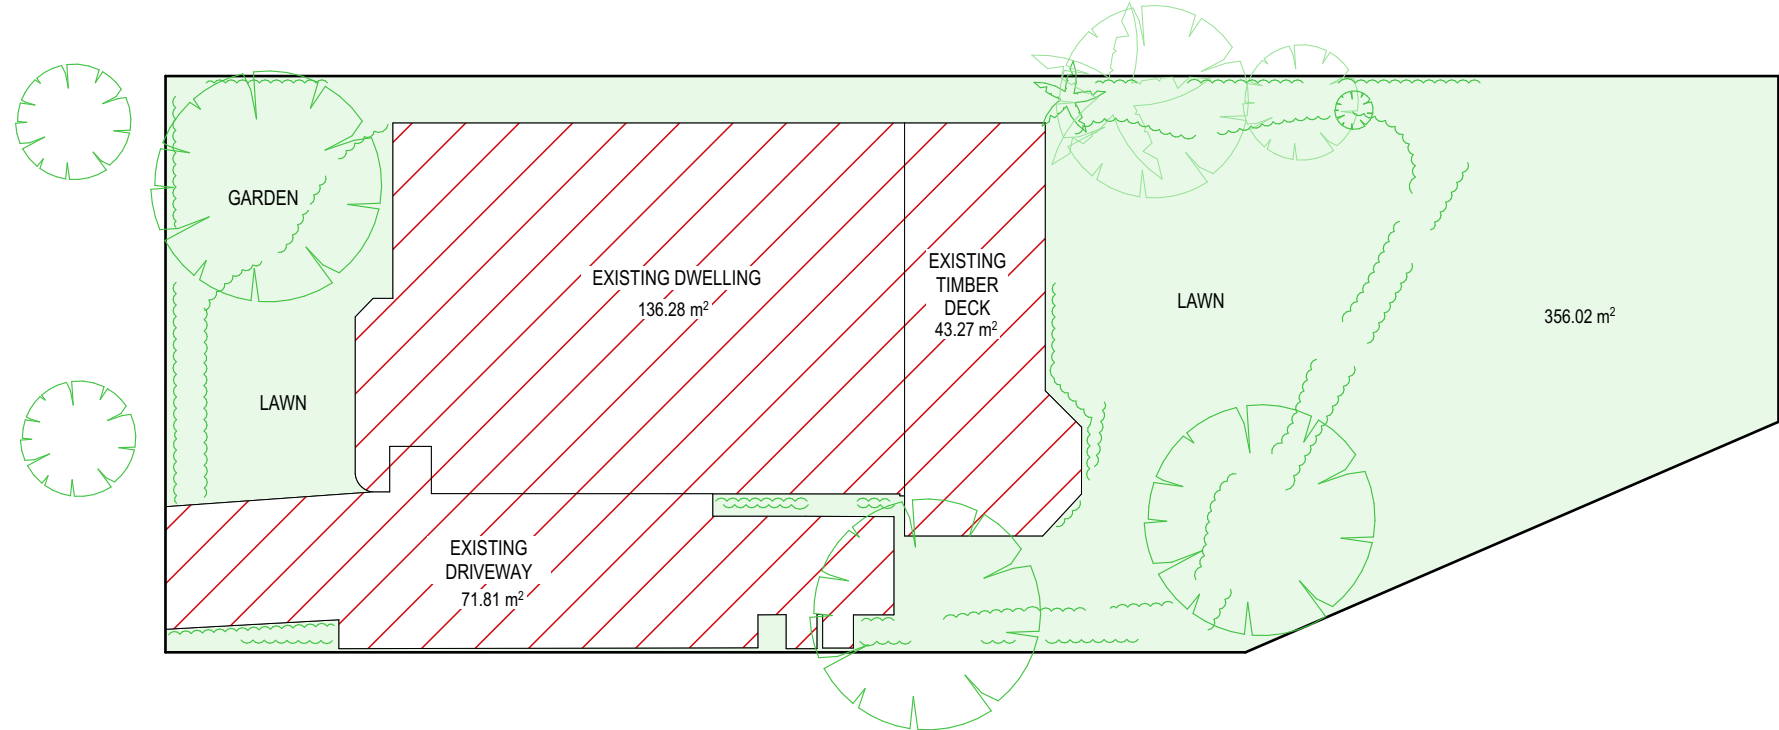 GARDEN
LAWN
EXISTING DWELLING
136.28 m²
EXISTING
TIMBER
DECK
43.27 m²
LAWN
356.02 m²
EXISTING
DRIVEWAY
71.81 m²